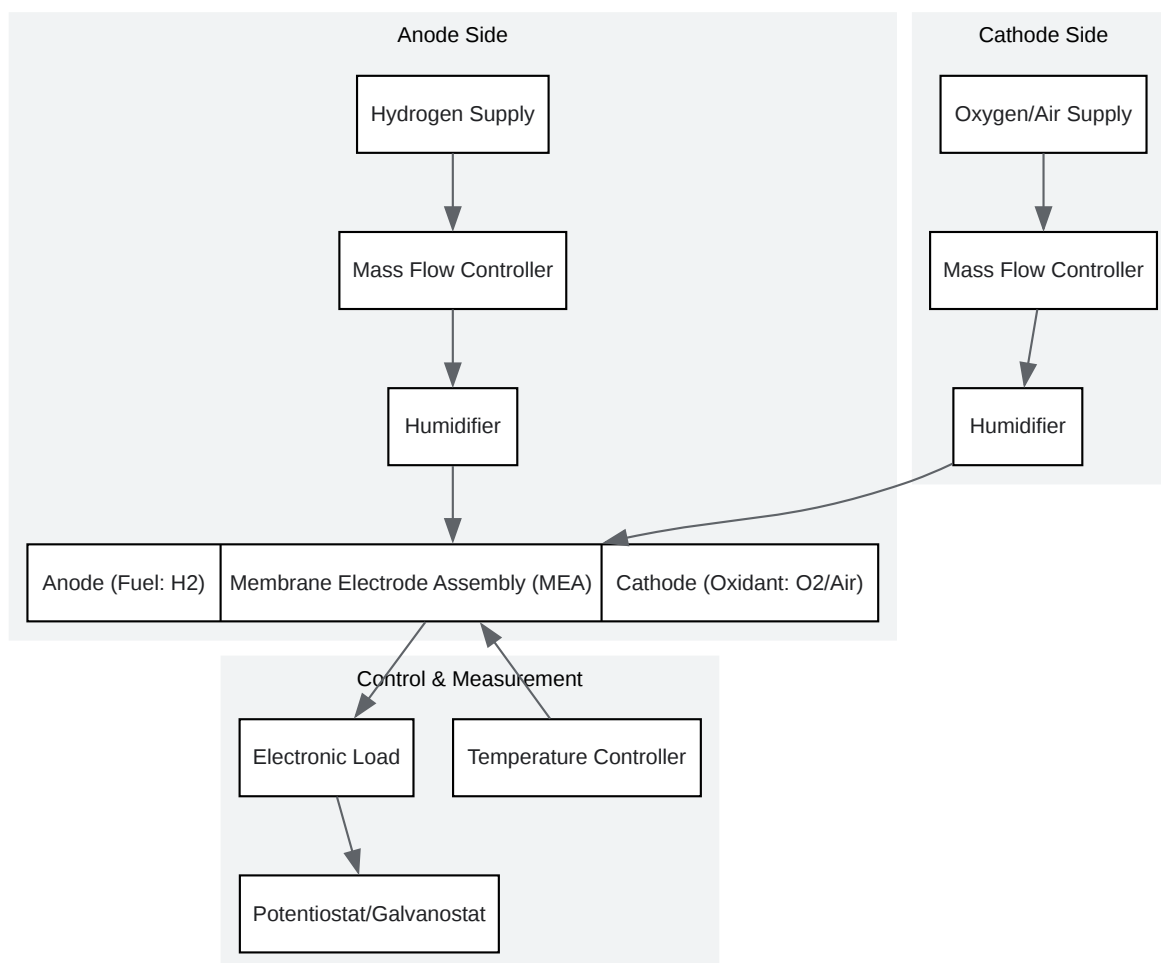 Anode Side
Hydrogen Supply
Mass Flow Controller
Humidifier
Cathode Side
Oxygen/Air Supply
Mass Flow Controller
Humidifier
Anode (Fuel: H2)
Membrane Electrode Assembly (MEA)
Cathode (Oxidant: O2/Air)
Control & Measurement
Electronic Load
Temperature Controller
Potentiostat/Galvanostat